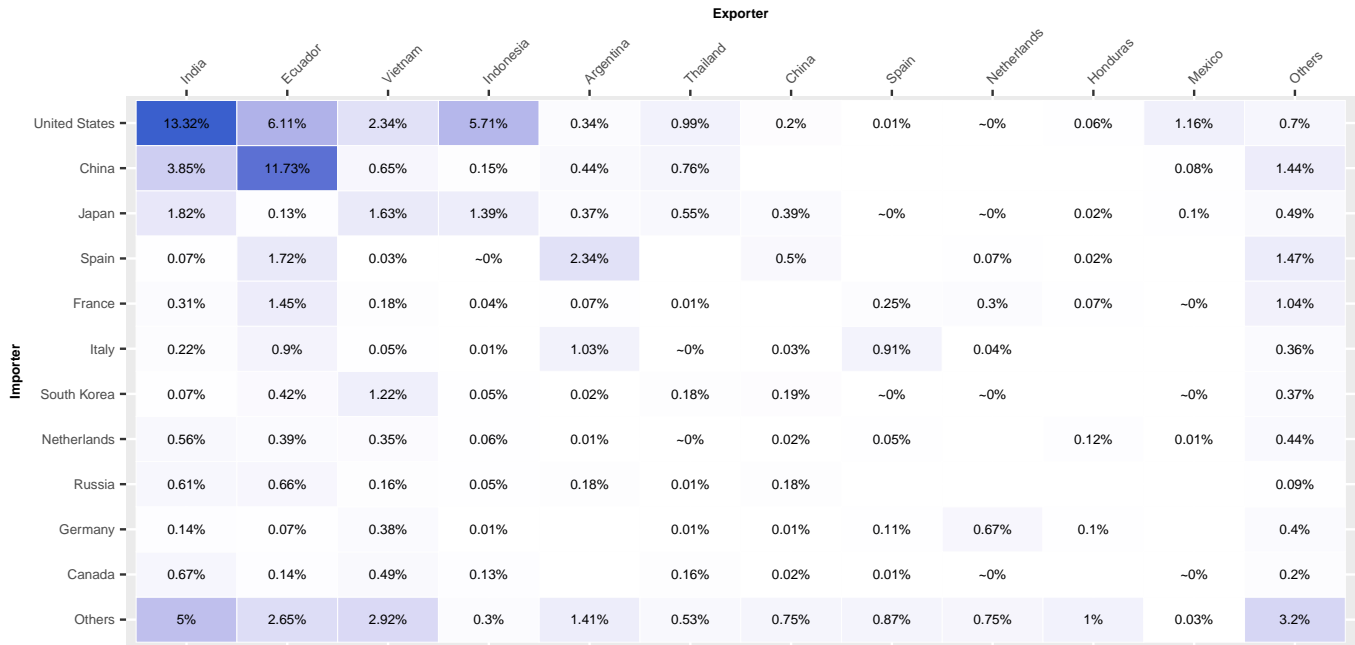 Exporter
India Ecuador Vietnam Indonesia Argentina Thailand China Spain Netherlands Honduras Mexico Others
United States 13.32% 6.11% 2.34% 5.71% 0.34% 0.99% 0.2% 0.01% ~0% 0.06% 1.16% 0.7%
China 3.85% 11.73% 0.65% 0.15% 0.44% 0.76% 0.08% 1.44%
Japan 1.82% 0.13% 1.63% 1.39% 0.37% 0.55% 0.39% ~0% ~0% 0.02% 0.1% 0.49%
Spain 0.07% 1.72% 0.03% ~0% 2.34% 0.5% 0.07% 0.02% 1.47%
France 0.31% 1.45% 0.18% 0.04% 0.07% 0.01% 0.25% 0.3% 0.07% ~0% 1.04%
Italy 0.22% 0.9% 0.05% 0.01% 1.03% ~0% 0.03% 0.91% 0.04% 0.36%
Importer
South Korea 0.07% 0.42% 1.22% 0.05% 0.02% 0.18% 0.19% ~0% ~0% ~0% 0.37%
Netherlands 0.56% 0.39% 0.35% 0.06% 0.01% ~0% 0.02% 0.05% 0.12% 0.01% 0.44%
Russia 0.61% 0.66% 0.16% 0.05% 0.18% 0.01% 0.18% 0.09%
Germany 0.14% 0.07% 0.38% 0.01% 0.01% 0.01% 0.11% 0.67% 0.1% 0.4%
Canada 0.67% 0.14% 0.49% 0.13% 0.16% 0.02% 0.01% ~0% ~0% 0.2%
Others 5% 2.65% 2.92% 0.3% 1.41% 0.53% 0.75% 0.87% 0.75% 1% 0.03% 3.2%